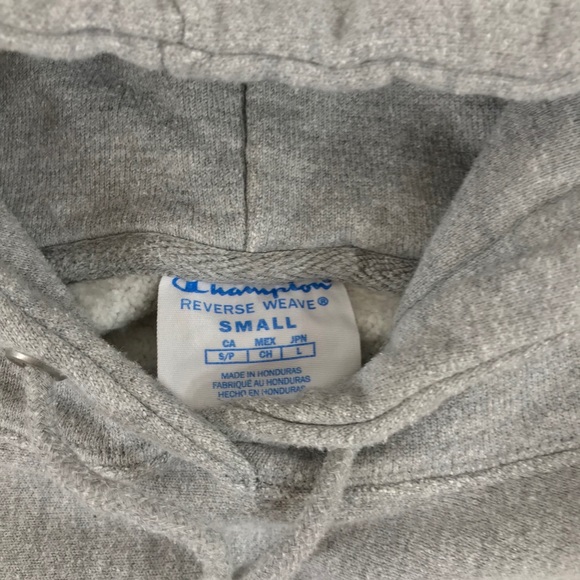 Champion
REVERSE WEAVE®
SMALL
CA MEX JPN
S/P CH L
MADE IN HONDURAS
FABRIQUÉ AU HONDURAS
HECHO EN HONDURAS